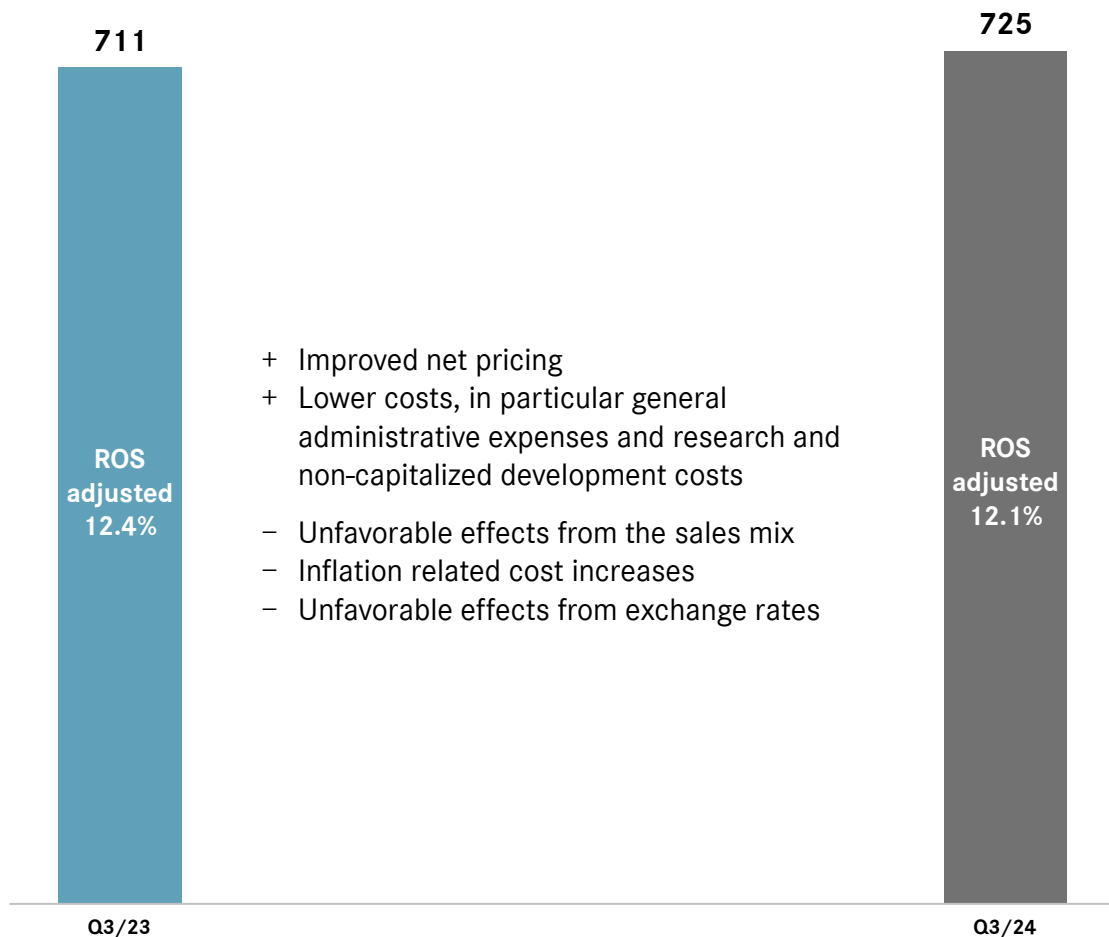 711
725
+ Improved net pricing
+ Lower costs, in particular general
administrative expenses and research and
non-capitalized development costs
− Unfavorable effects from the sales mix
− Inflation related cost increases
− Unfavorable effects from exchange rates
ROS
adjusted
12.4%
ROS
adjusted
12.1%
Q3/23
Q3/24